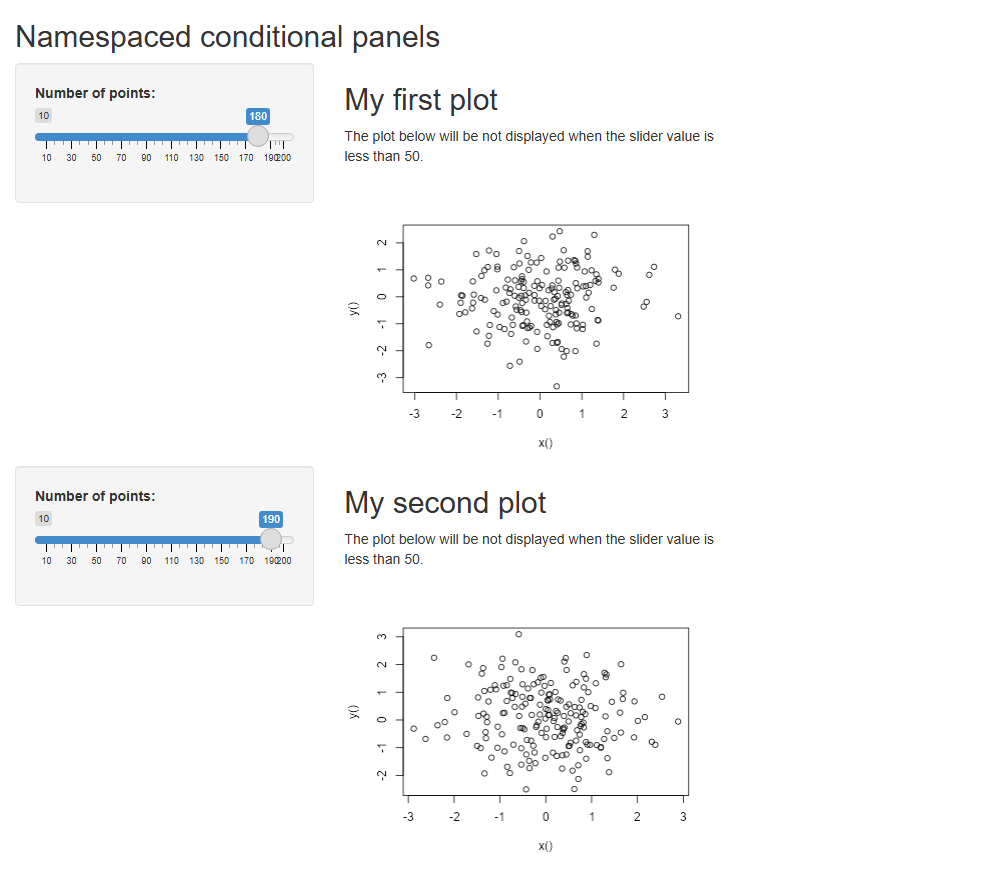 Namespaced conditional panels
Number of points:
10 180
10 30 50 70 90 110 130 150 170 190 200
My first plot
The plot below will be not displayed when the slider value is
less than 50.
2
1
0
-1
-2
-3
y()
-3 -2 -1 0 1 2 3
x()
Number of points:
10 190
10 30 50 70 90 110 130 150 170 190 200
My second plot
The plot below will be not displayed when the slider value is
less than 50.
3
2
1
0
-1
-2
y()
-3 -2 -1 0 1 2 3
x()